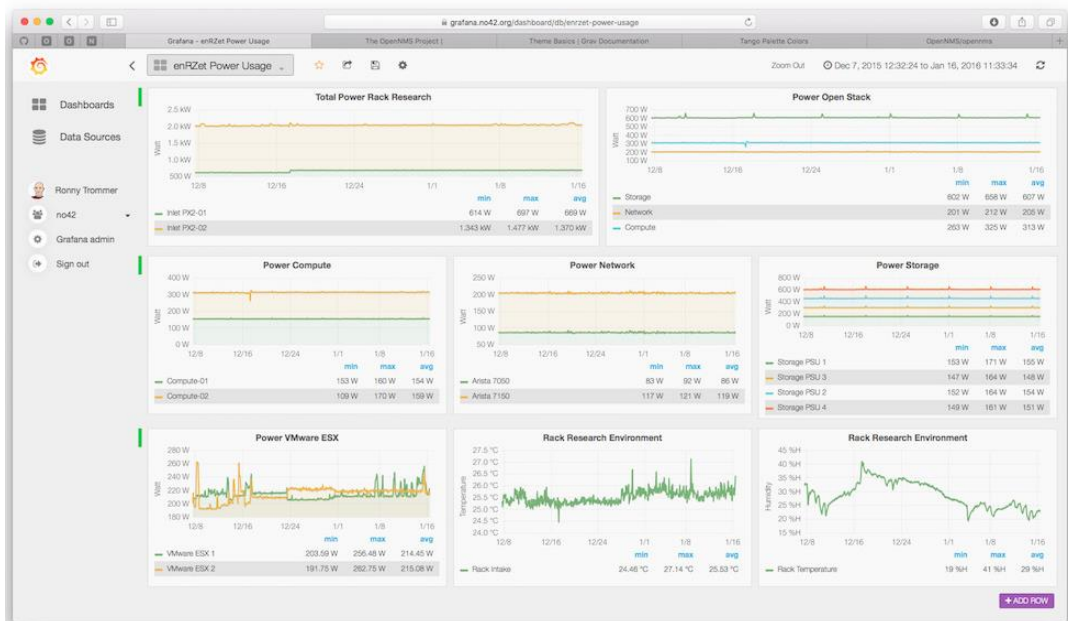 grafana.no42.org/dashboard/db/enrzet-power-usage
Grafana - enRZet Power Usage
The OpenNMS Project |
Theme Basics | Grav Documentation
Tango Palette Colors
OpenNMS/opennms
enRZet Power Usage
Zoom Out
Dec 7, 2015 12:32:24 to Jan 16, 2016 11:33:34
Dashboards
Data Sources
Ronny Trommer
no42
Grafana admin
Sign out
Total Power Rack Research
2.5 kW
2.0 kW
1.5 kW
1.0 kW
500 W
Watt
12/8 12/16 12/24 1/1 1/8 1/16
min max avg
Inlet PX2-01 614 W 697 W 669 W
Inlet PX2-02 1.343 kW 1.477 kW 1.370 kW
Power Open Stack
700 W
600 W
500 W
400 W
300 W
200 W
100 W
Watt
12/8 12/16 12/24 1/1 1/8 1/16
min max avg
Storage 602 W 658 W 607 W
Network 201 W 212 W 205 W
Compute 263 W 325 W 313 W
Power Compute
400 W
300 W
200 W
100 W
0 W
Watt
12/8 12/16 12/24 1/1 1/8 1/16
min max avg
Compute-01 153 W 160 W 154 W
Compute-02 109 W 170 W 159 W
Power Network
250 W
200 W
150 W
100 W
50 W
Watt
12/8 12/16 12/24 1/1 1/8 1/16
min max avg
Arista 7050 83 W 92 W 86 W
Arista 7150 117 W 121 W 119 W
Power Storage
800 W
600 W
400 W
200 W
0 W
Watt
12/8 12/16 12/24 1/1 1/8 1/16
min max avg
Storage PSU 1 153 W 171 W 155 W
Storage PSU 3 147 W 164 W 148 W
Storage PSU 2 152 W 164 W 154 W
Storage PSU 4 149 W 161 W 151 W
Power VMware ESX
280 W
260 W
240 W
220 W
200 W
180 W
Watt
12/8 12/16 12/24 1/1 1/8 1/16
min max avg
VMware ESX 1 203.59 W 256.48 W 214.45 W
VMware ESX 2 191.75 W 262.75 W 215.08 W
Rack Research Environment
27.5 °C
27.0 °C
26.5 °C
26.0 °C
25.5 °C
25.0 °C
24.5 °C
24.0 °C
Temperature
12/8 12/16 12/24 1/1 1/8 1/16
min max avg
Rack Intake 24.46 °C 27.14 °C 25.53 °C
Rack Research Environment
45 %H
40 %H
35 %H
30 %H
25 %H
20 %H
15 %H
Humidity
12/8 12/16 12/24 1/1 1/8 1/16
min max avg
Rack Temperature 19 %H 41 %H 29 %H
+ ADD ROW